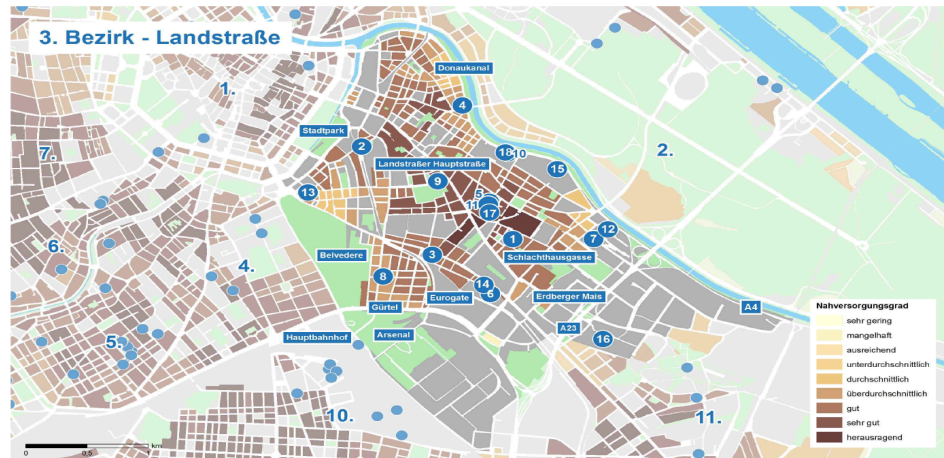 3. Bezirk - Landstraße
1.
Donaukanal
4
Stadtpark
2
7.
Landstraßer Hauptstraße
18
10
2.
15
9
13
5
11
17
12
7
1
6.
4.
Belvedere
3
Schlachthausgasse
8
14
6
Eurogate
Erdberger Mais
Gürtel
A4
Hauptbahnhof
Arsenal
A23
16
5.
10.
11.
Nahversorgungsgrad
sehr gering
mangelhaft
ausreichend
unterdurchschnittlich
durchschnittlich
überdurchschnittlich
gut
sehr gut
herausragend
km
0
0,5
1